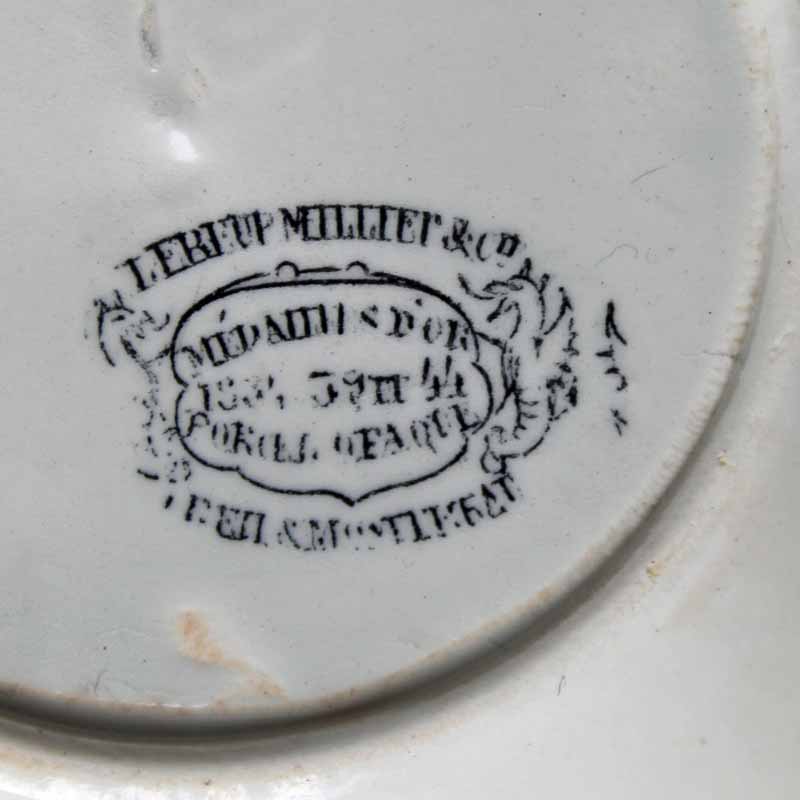 LEBEUF MILLIET & Cie
MÉDAILLES D'OR
1834, 39 ET 44
PORCEL. OPAQUE
CREIL & MONTEREAU